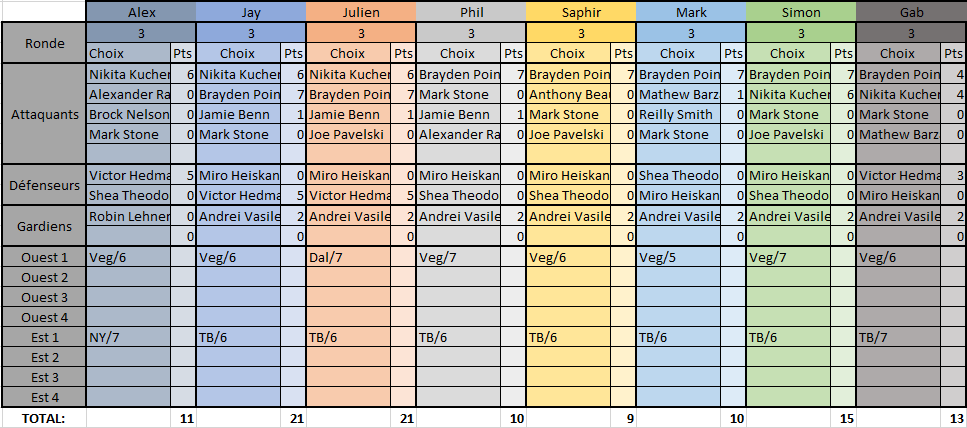 Alex Jay Julien Phil Saphir Mark Simon Gab
Ronde 3 3 3 3 3 3 3 3
Choix Pts Choix Pts Choix Pts Choix Pts Choix Pts Choix Pts Choix Pts Choix Pts
Nikita Kucher 6 Nikita Kucher 6 Nikita Kucher 6 Brayden Poin 7 Brayden Poin 7 Brayden Poin 7 Brayden Poin 7 Brayden Poin 4
Alexander Ra 0 Brayden Poin 7 Brayden Poin 7 Mark Stone 0 Anthony Beau 0 Mathew Barz 1 Nikita Kucher 6 Nikita Kucher 4
Attaquants Brock Nelson 0 Jamie Benn 1 Jamie Benn 1 Jamie Benn 1 Mark Stone 0 Reilly Smith 0 Mark Stone 0 Mark Stone 0
Mark Stone 0 Mark Stone 0 Joe Pavelski 0 Alexander Ra 0 Joe Pavelski 0 Mark Stone 0 Joe Pavelski 0 Mathew Barz 0
Défenseurs Victor Hedma 5 Miro Heiskan 0 Miro Heiskan 0 Miro Heiskan 0 Miro Heiskan 0 Shea Theodo 0 Miro Heiskan 0 Victor Hedma 3
Shea Theodo 0 Victor Hedma 5 Victor Hedma 5 Shea Theodo 0 Shea Theodo 0 Miro Heiskan 0 Shea Theodo 0 Miro Heiskan 0
Gardiens Robin Lehner 0 Andrei Vasile 2 Andrei Vasile 2 Andrei Vasile 2 Andrei Vasile 2 Andrei Vasile 2 Andrei Vasile 2 Andrei Vasile 2
0 0 0 0 0 0 0 0
Ouest 1 Veg/6 Veg/6 Dal/7 Veg/7 Veg/6 Veg/5 Veg/7 Veg/6
Ouest 2
Ouest 3
Ouest 4
Est 1 NY/7 TB/6 TB/6 TB/6 TB/6 TB/6 TB/6 TB/7
Est 2
Est 3
Est 4
TOTAL: 11 21 21 10 9 10 15 13